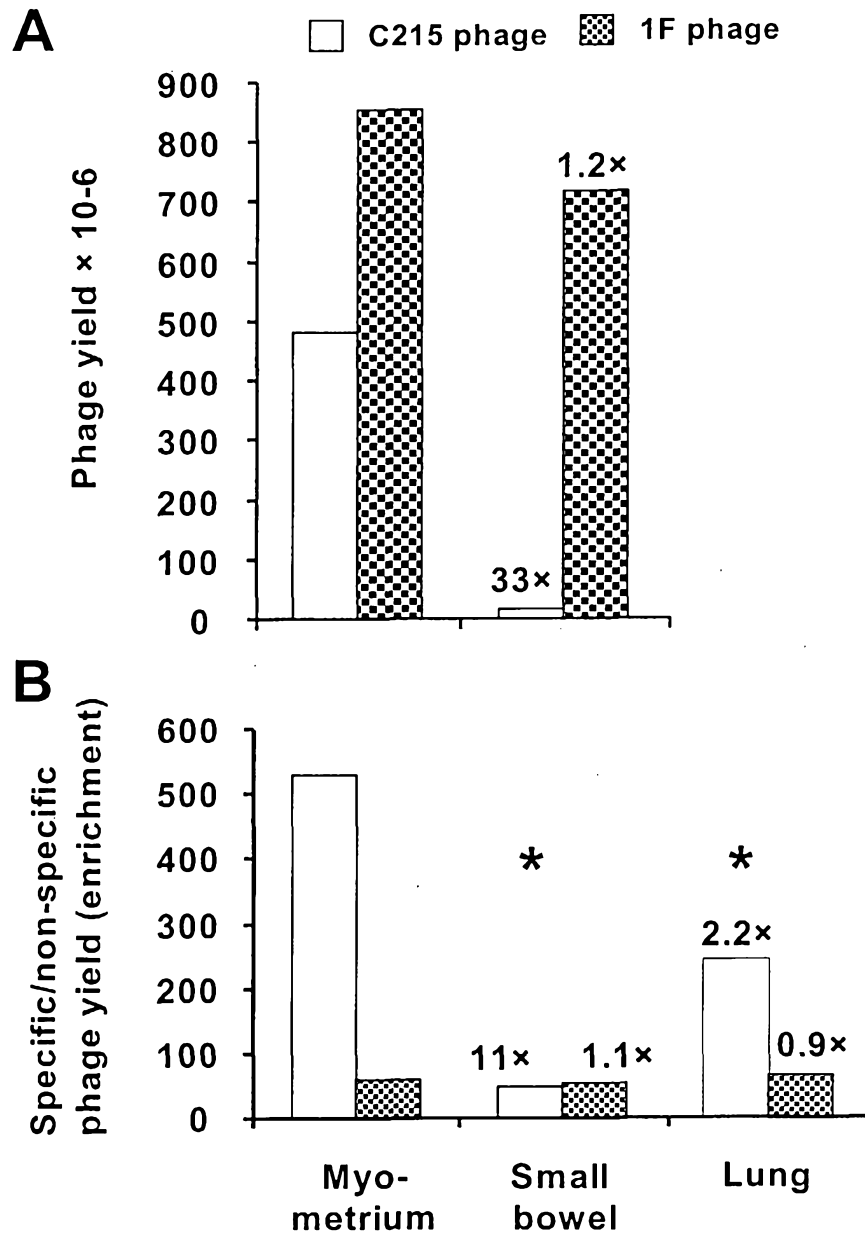 A
C215 phage
1F phage
Phage yield × 10-6
900
800
700
600
500
400
300
200
100
0
33×
1.2×
B
Specific/non-specific
phage yield (enrichment)
600
500
400
300
200
100
0
*
*
11×
1.1×
2.2×
0.9×
Myo-
metrium
Small
bowel
Lung